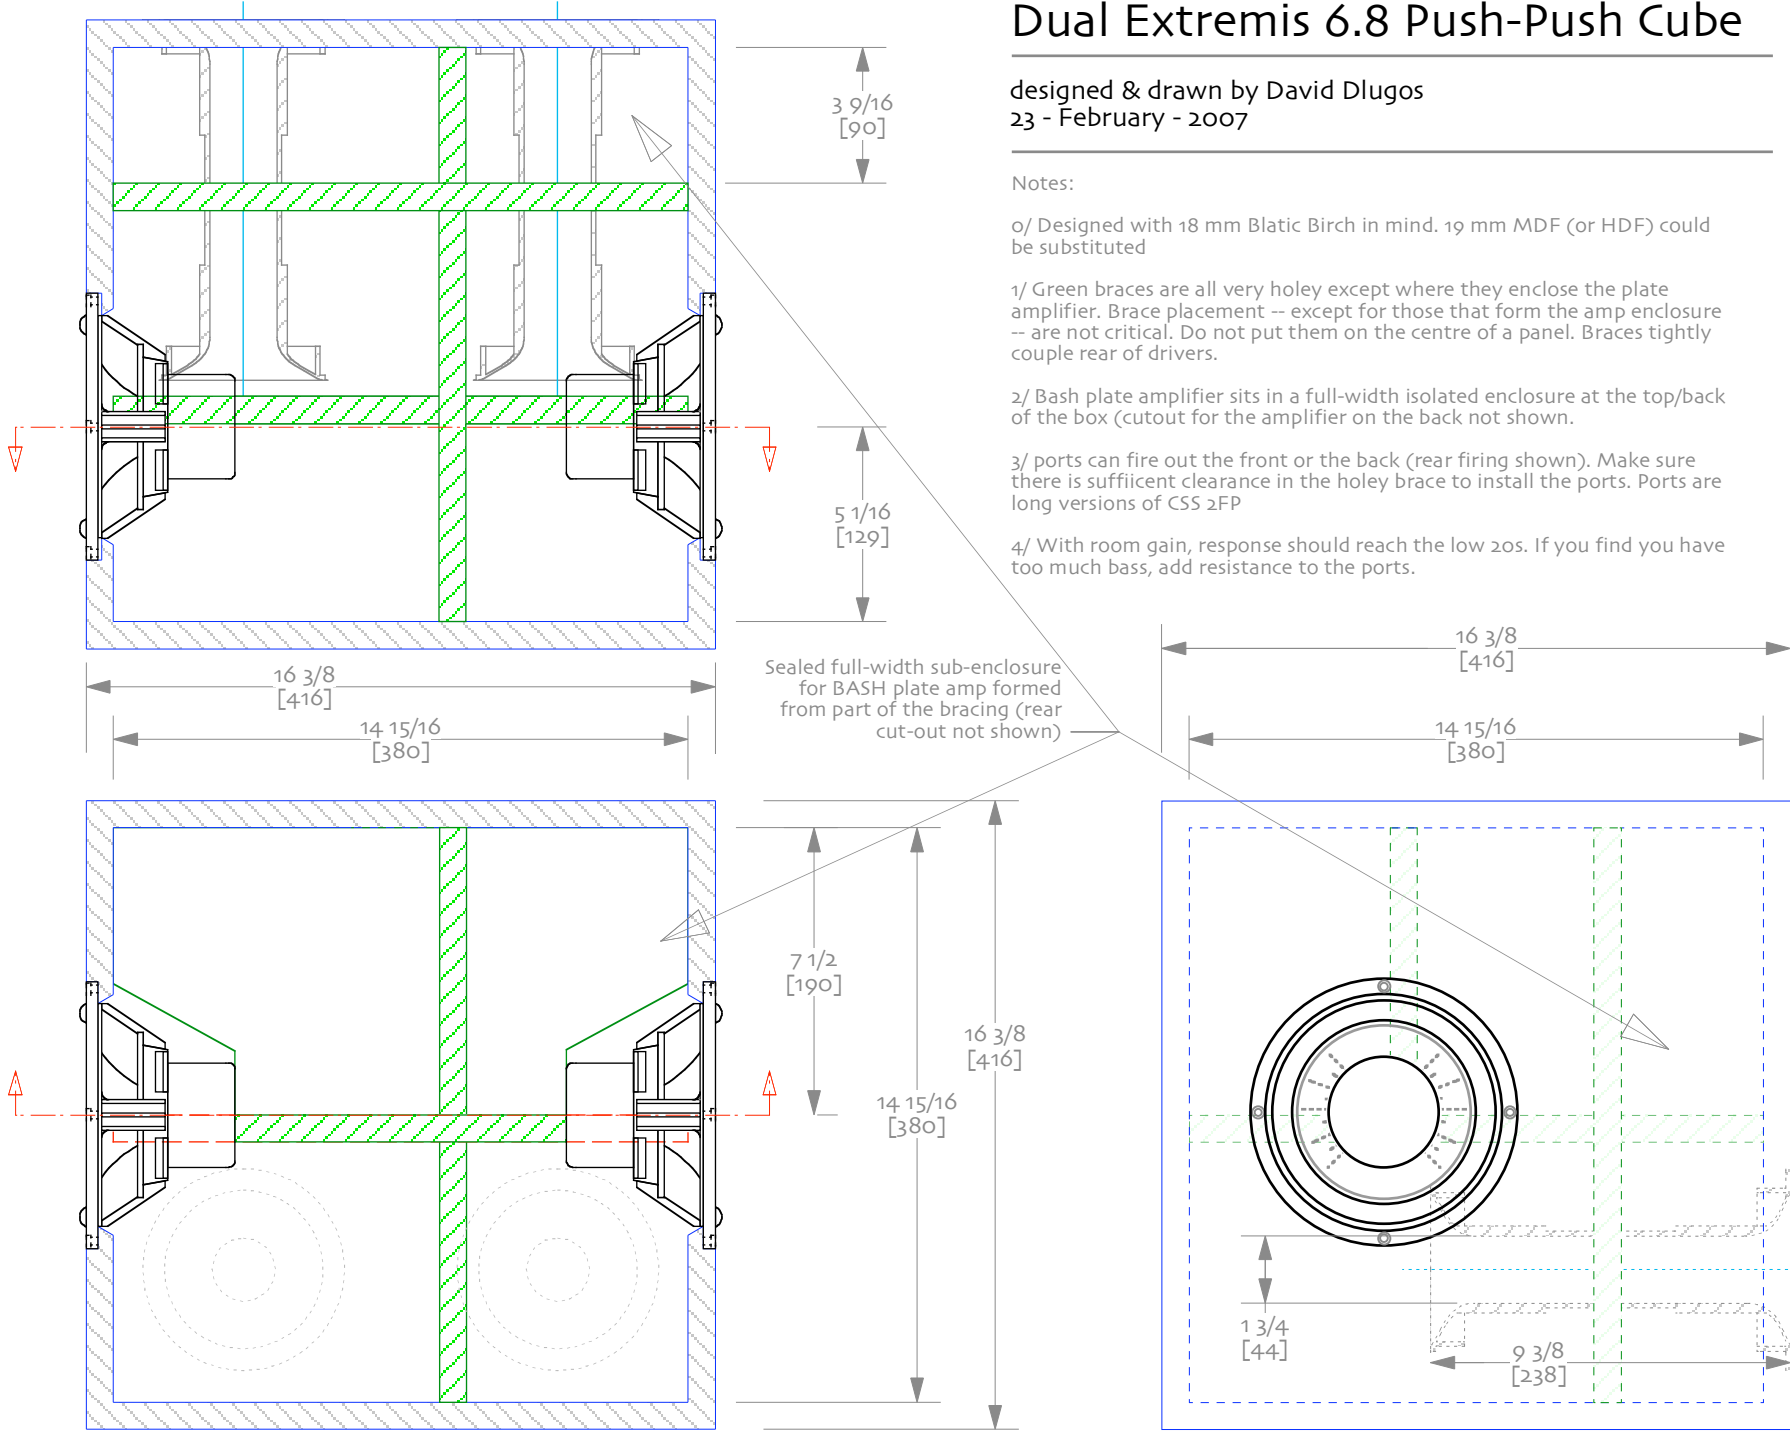 Dual Extremis 6.8 Push-Push Cube
designed & drawn by David Dlugos
23 - February - 2007
Notes:
0/ Designed with 18 mm Blatic Birch in mind. 19 mm MDF (or HDF) could
be substituted
1/ Green braces are all very holey except where they enclose the plate
amplifier. Brace placement -- except for those that form the amp enclosure
-- are not critical. Do not put them on the centre of a panel. Braces tightly
couple rear of drivers.
2/ Bash plate amplifier sits in a full-width isolated enclosure at the top/back
of the box (cutout for the amplifier on the back not shown.
3/ ports can fire out the front or the back (rear firing shown). Make sure
there is suffiicent clearance in the holey brace to install the ports. Ports are
long versions of CSS 2FP
4/ With room gain, response should reach the low 20s. If you find you have
too much bass, add resistance to the ports.
3 9/16
[90]
5 1/16
[129]
16 3/8
[416]
14 15/16
[380]
Sealed full-width sub-enclosure
for BASH plate amp formed
from part of the bracing (rear
cut-out not shown)
16 3/8
[416]
14 15/16
[380]
7 1/2
[190]
16 3/8
[416]
14 15/16
[380]
1 3/4
[44]
9 3/8
[238]